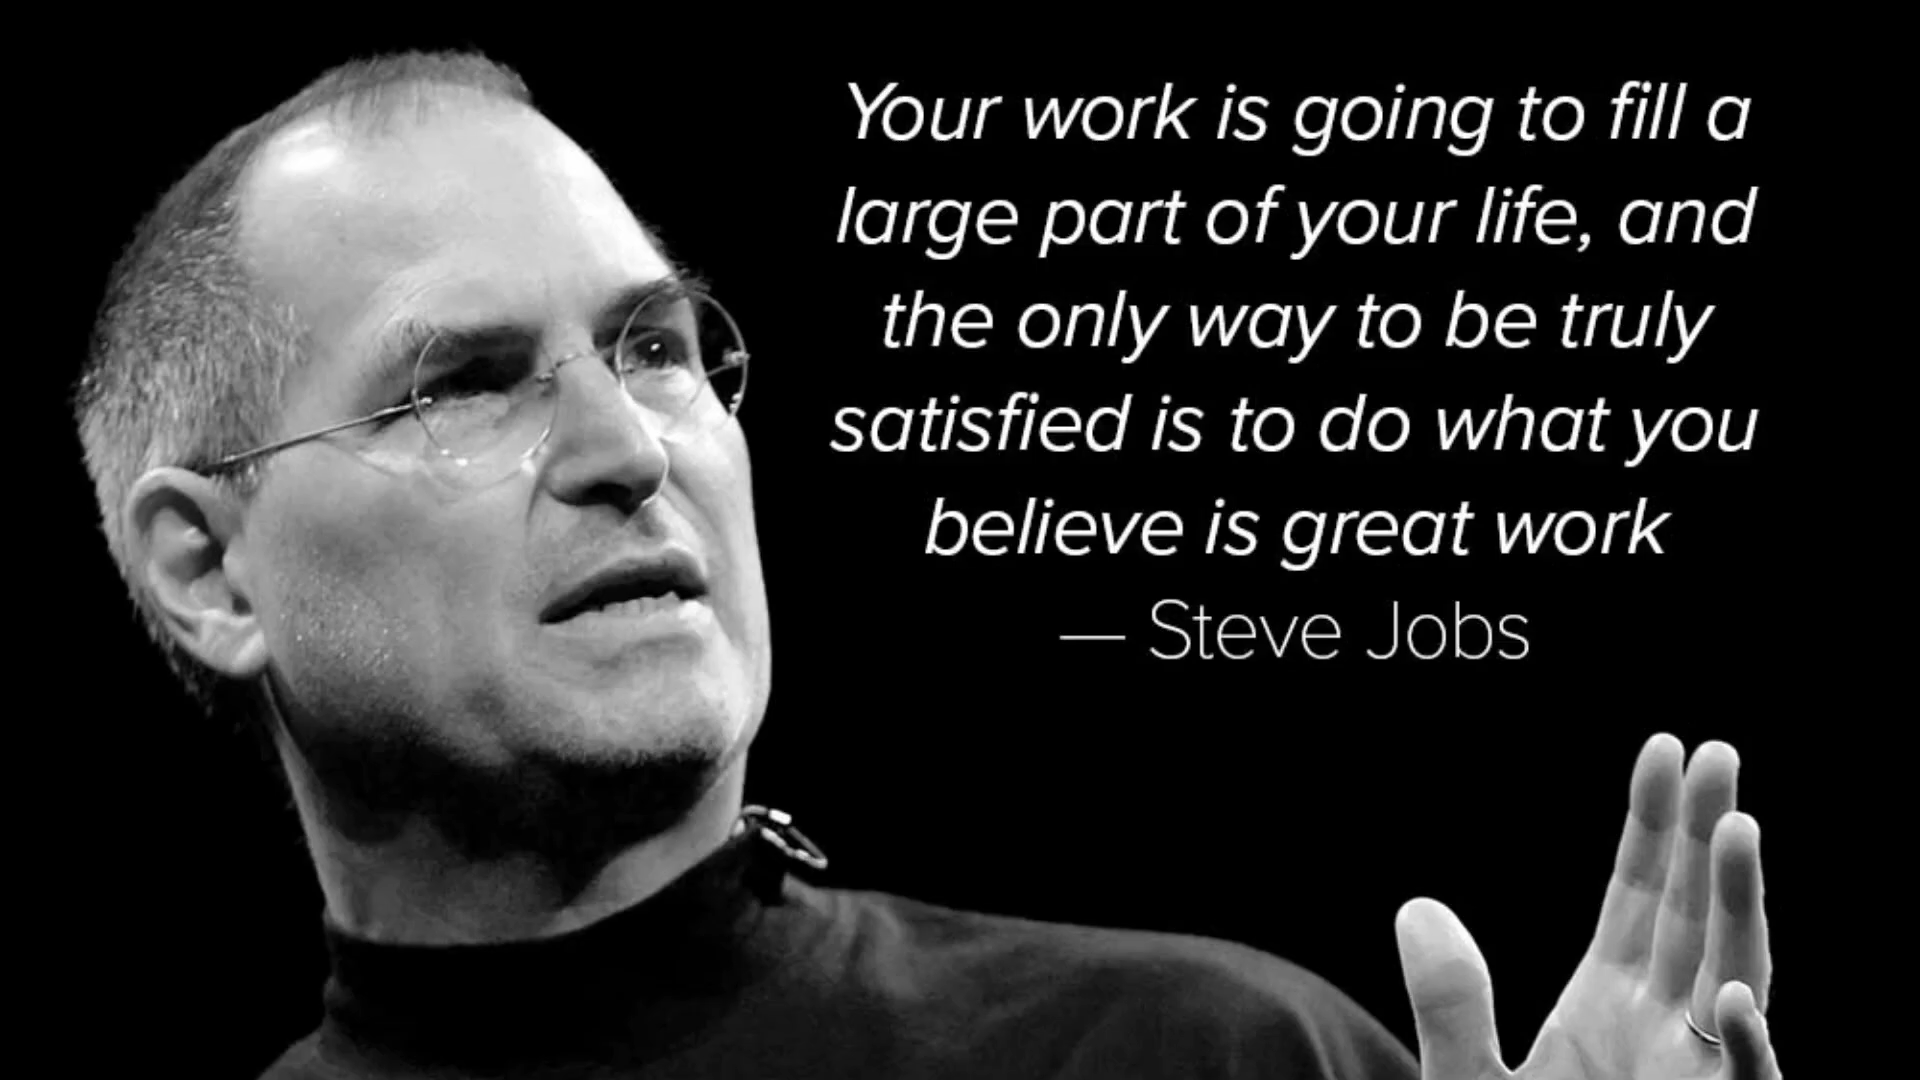 Your work is going to fill a
large part of your life, and
the only way to be truly
satisfied is to do what you
believe is great work
— Steve Jobs